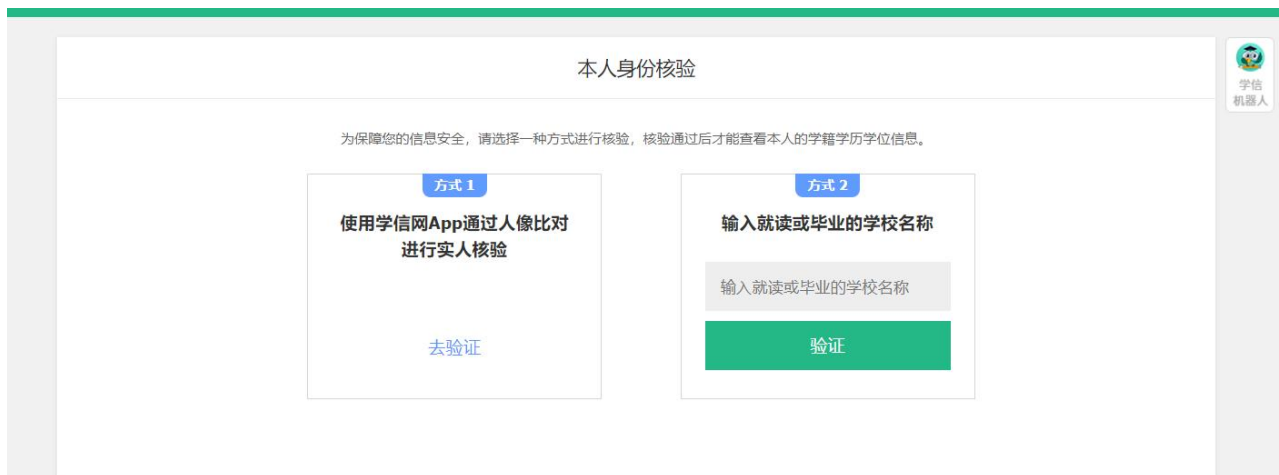 本人身份核验
学信
机器人
为保障您的信息安全，请选择一种方式进行核验，核验通过后才能查看本人的学籍学历学位信息。
方式 1
使用学信网App通过人像比对
进行实人核验
去验证
方式 2
输入就读或毕业的学校名称
输入就读或毕业的学校名称
验证